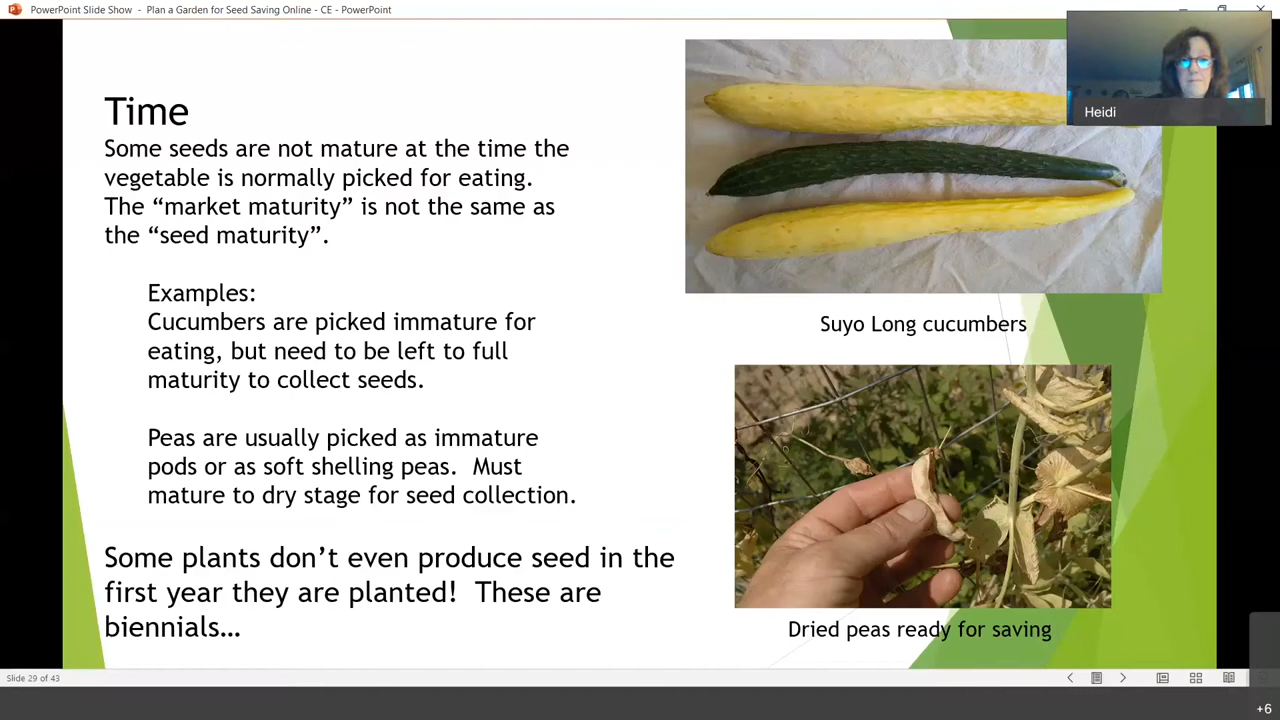 PowerPoint Slide Show - Plan a Garden for Seed Saving Online - CE - PowerPoint
Heidi
Time
Some seeds are not mature at the time the
vegetable is normally picked for eating.
The “market maturity” is not the same as
the “seed maturity”.
Examples:
Cucumbers are picked immature for
eating, but need to be left to full
maturity to collect seeds.
Peas are usually picked as immature
pods or as soft shelling peas. Must
mature to dry stage for seed collection.
Some plants don’t even produce seed in the
first year they are planted! These are
biennials…
Suyo Long cucumbers
Dried peas ready for saving
Slide 29 of 43
+6